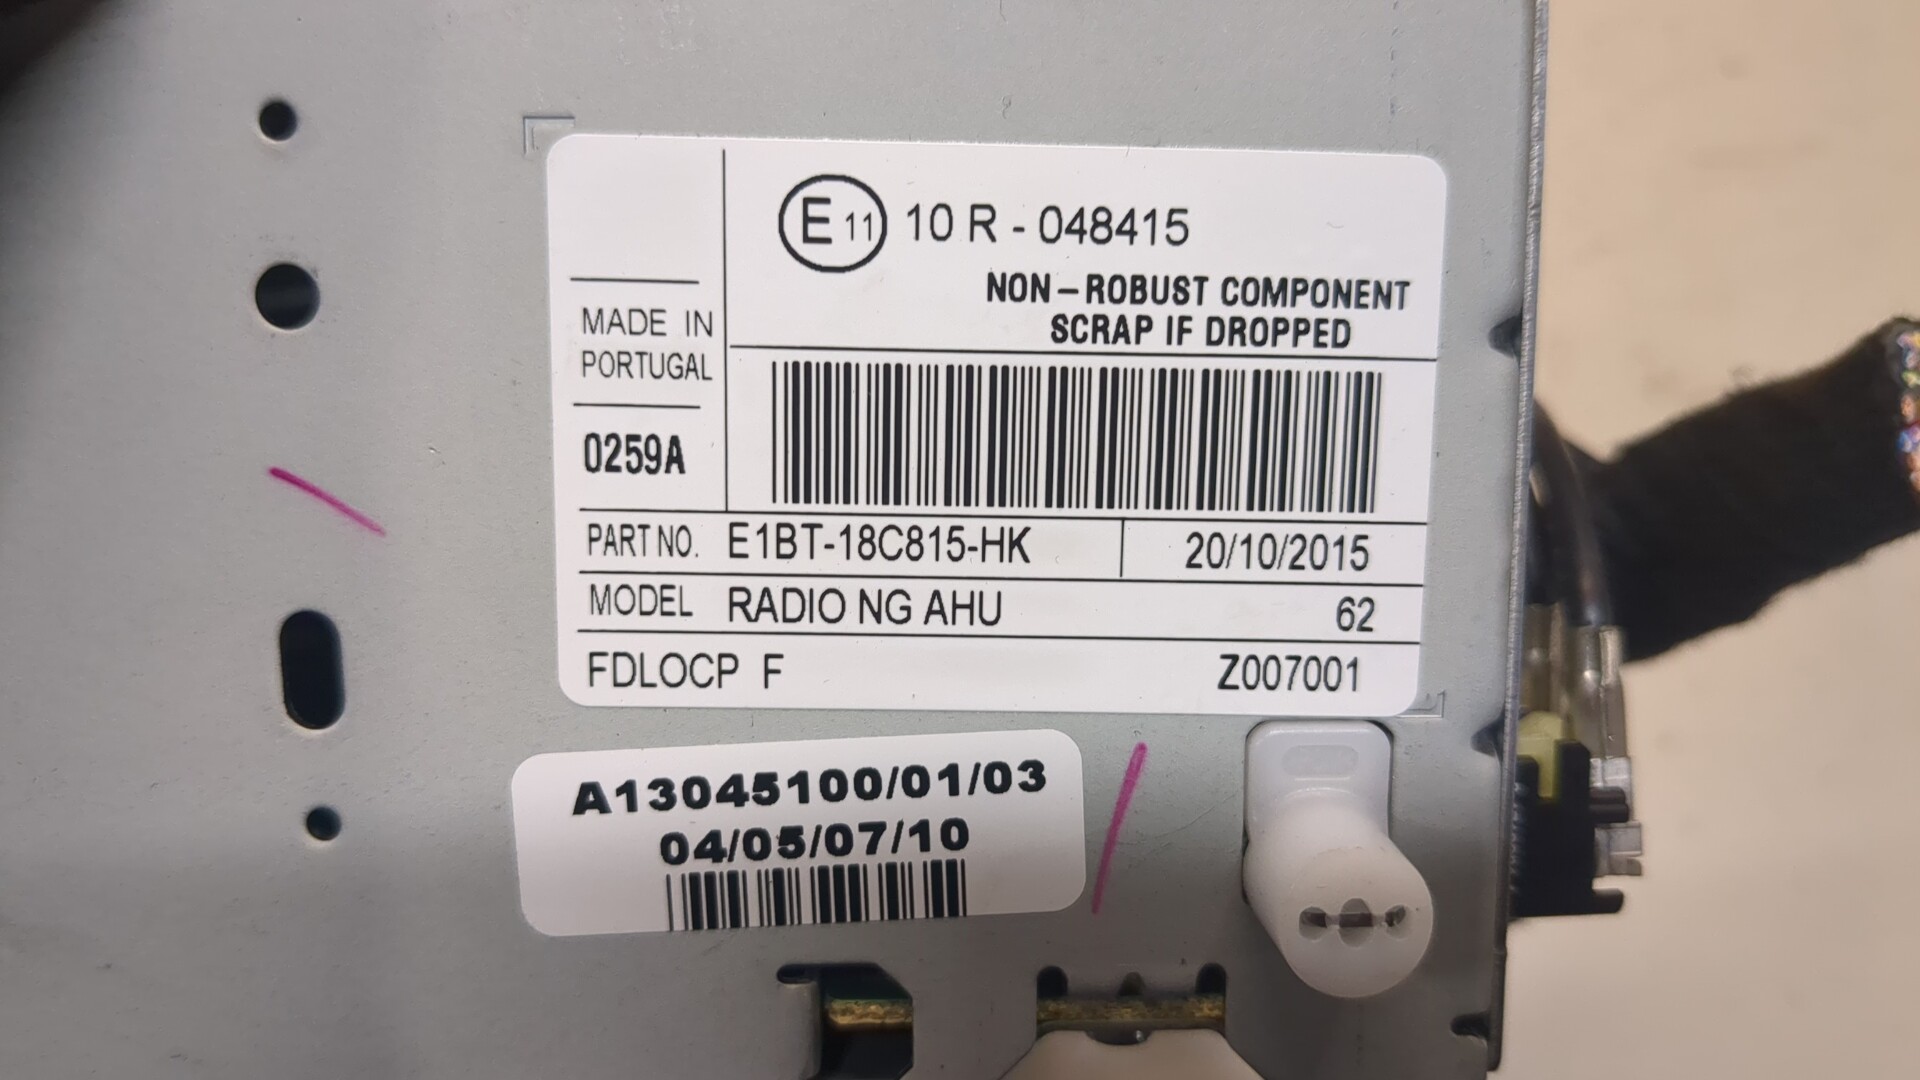 E 11 10 R - 048415
NON-ROBUST COMPONENT
SCRAP IF DROPPED
MADE IN
PORTUGAL
0259A
PART NO. E1BT-18C815-HK 20/10/2015
MODEL RADIO NG AHU 62
FDLOCP F Z007001
A13045100/01/03
04/05/07/10